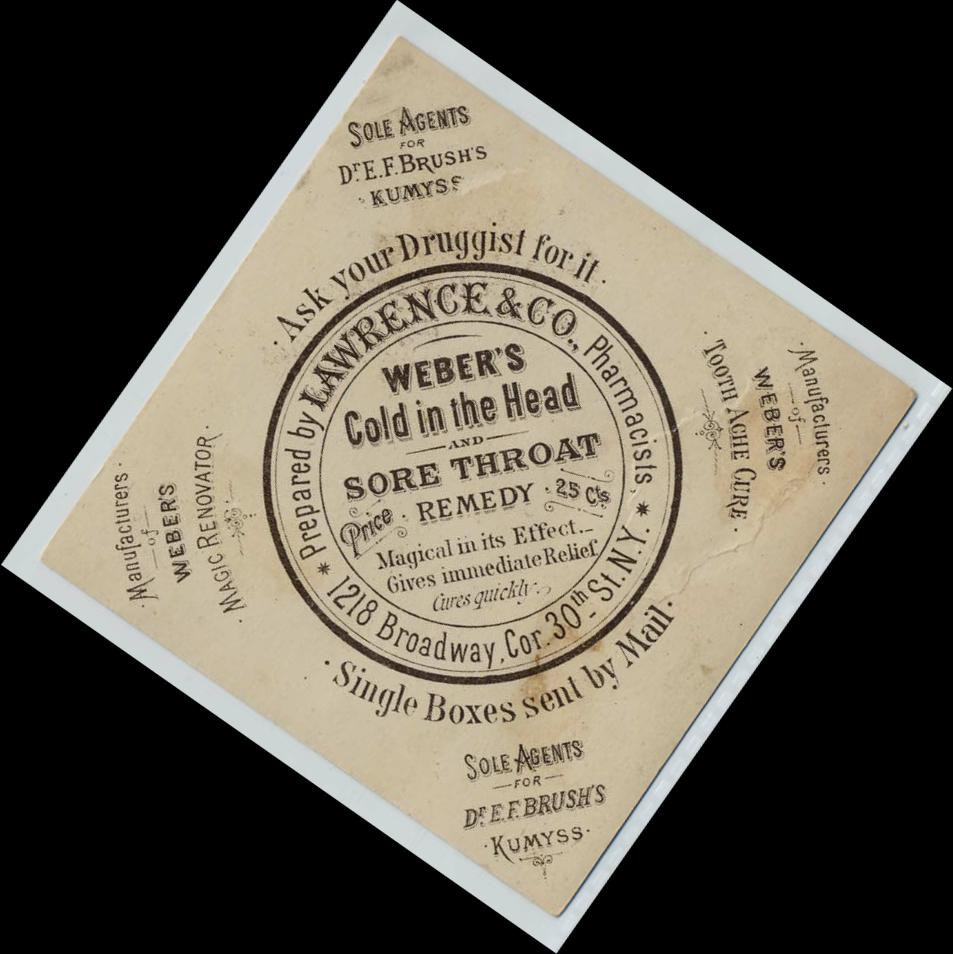 SOLE AGENTS
FOR
Dr. E. F. BRUSH'S
KUMYSS
Ask your Druggist for it.
Prepared by LAWRENCE & CO., Pharmacists
WEBER'S
Cold in the Head
AND
SORE THROAT
REMEDY
Price 25 Cts
Magical in its Effect.
Gives immediate Relief.
Cures quickly.
1218 Broadway, Cor. 30th St. N.Y.
Single Boxes sent by Mail.
Manufacturers
of
WEBER'S
MAGIC RENOVATOR.
Manufacturers
of
WEBER'S
TOOTH ACHE CURE.
SOLE AGENTS
FOR
Dr. E. F. BRUSH'S
KUMYSS.